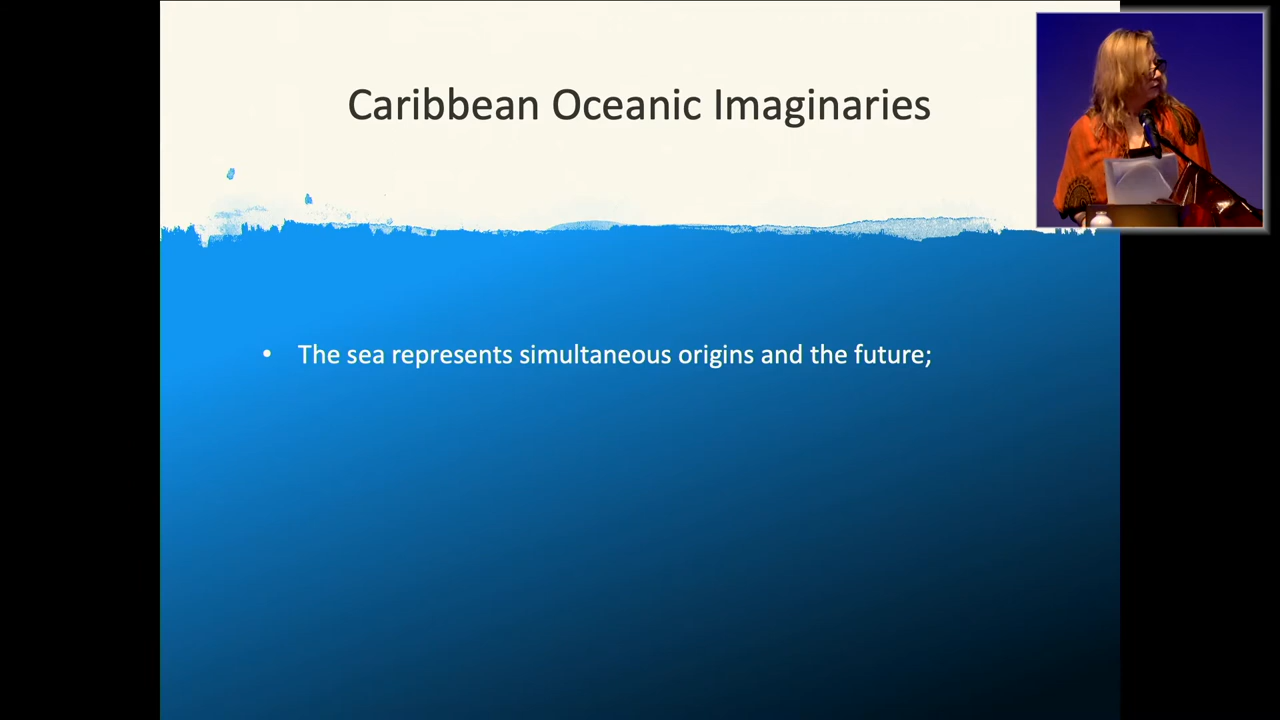 Caribbean Oceanic Imaginaries
• The sea represents simultaneous origins and the future;